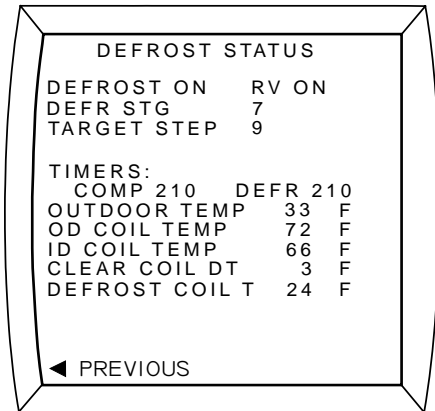 DEFROST STATUS
DEFROST ON RV ON
DEFR STG 7
TARGET STEP 9
TIMERS:
COMP 210 DEFR 210
OUTDOOR TEMP 33 F
OD COIL TEMP 72 F
ID COIL TEMP 66 F
CLEAR COIL DT 3 F
DEFROST COIL T 24 F
◀ PREVIOUS